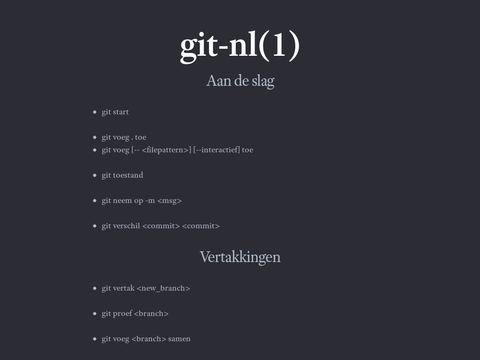 git-nl(1)
Aan de slag
• git start
• git voeg . toe
• git voeg [-- <filepattern>] [--interactief] toe
• git toestand
• git neem op -m <msg>
• git verschil <commit> <commit>
Vertakkingen
• git vertak <new_branch>
• git proef <branch>
• git voeg <branch> samen